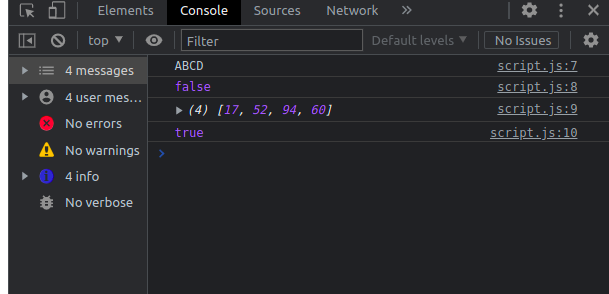 Elements Console Sources Network »
top ▼ Filter Default levels ▼ No Issues
4 messages
4 user mes…
No errors
No warnings
4 info
No verbose
ABCD script.js:7
false script.js:8
(4) [17, 52, 94, 60] script.js:9
true script.js:10